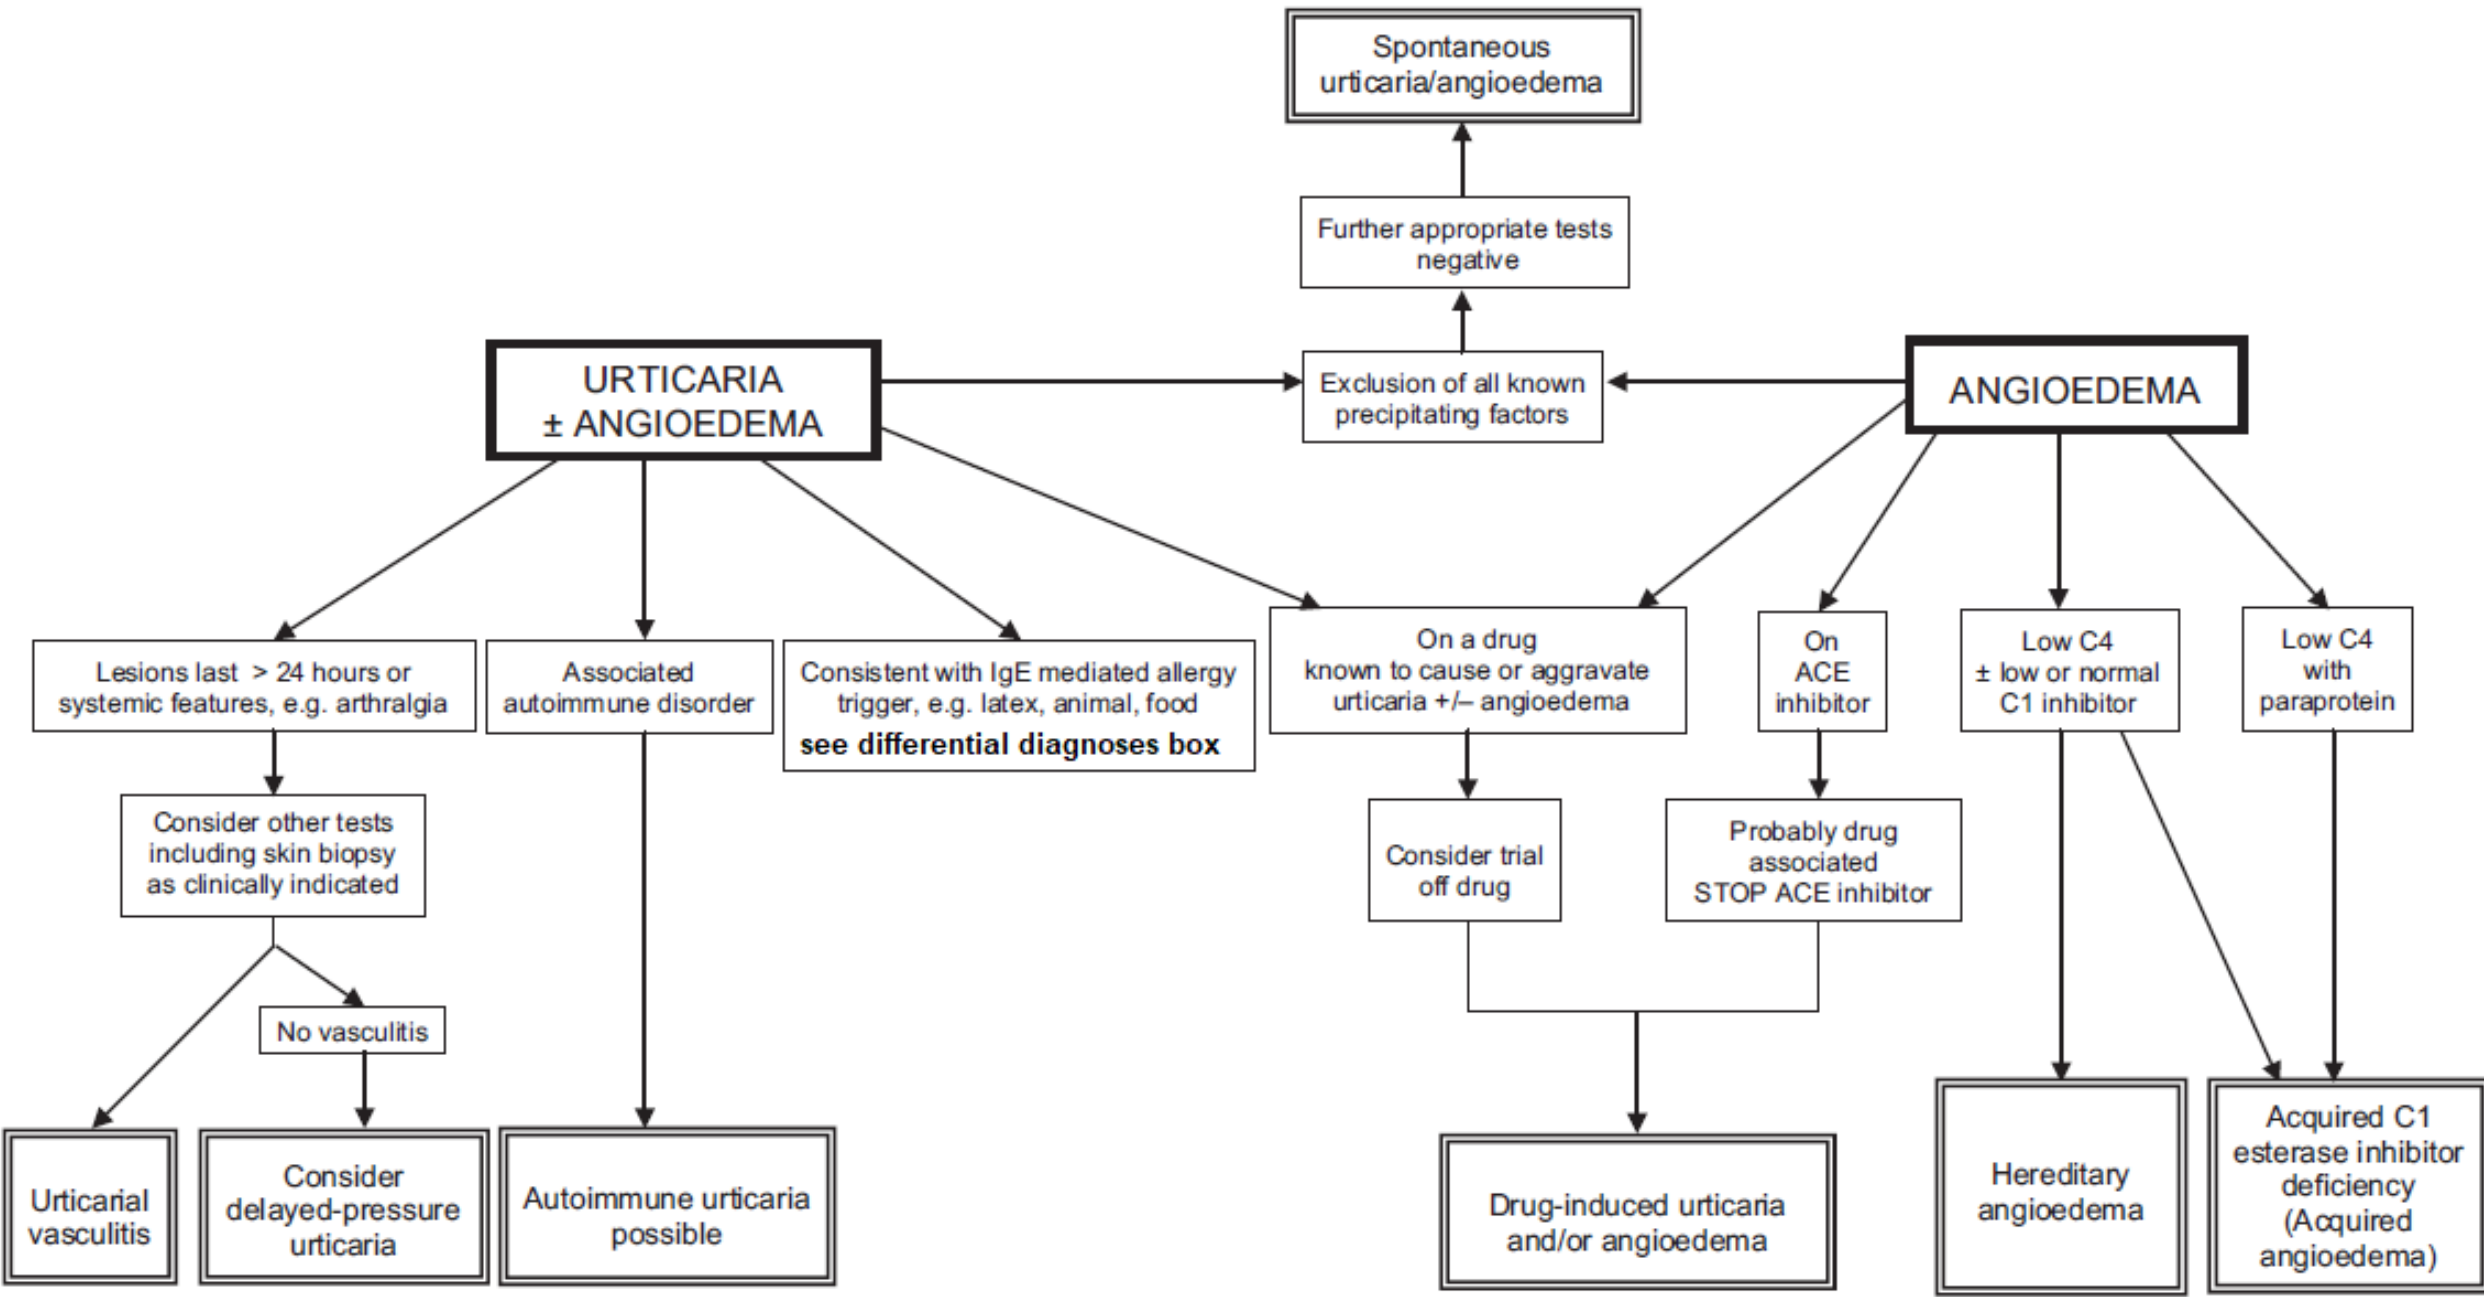 Spontaneous
urticaria/angioedema
Further appropriate tests
negative
URTICARIA
± ANGIOEDEMA
Exclusion of all known
precipitating factors
ANGIOEDEMA
Lesions last > 24 hours or
systemic features, e.g. arthralgia
Associated
autoimmune disorder
Consistent with IgE mediated allergy
trigger, e.g. latex, animal, food
see differential diagnoses box
On a drug
known to cause or aggravate
urticaria +/– angioedema
On
ACE
inhibitor
Low C4
± low or normal
C1 inhibitor
Low C4
with
paraprotein
Consider other tests
including skin biopsy
as clinically indicated
Consider trial
off drug
Probably drug
associated
STOP ACE inhibitor
No vasculitis
Urticarial
vasculitis
Consider
delayed-pressure
urticaria
Autoimmune urticaria
possible
Drug-induced urticaria
and/or angioedema
Hereditary
angioedema
Acquired C1
esterase inhibitor
deficiency
(Acquired
angioedema)